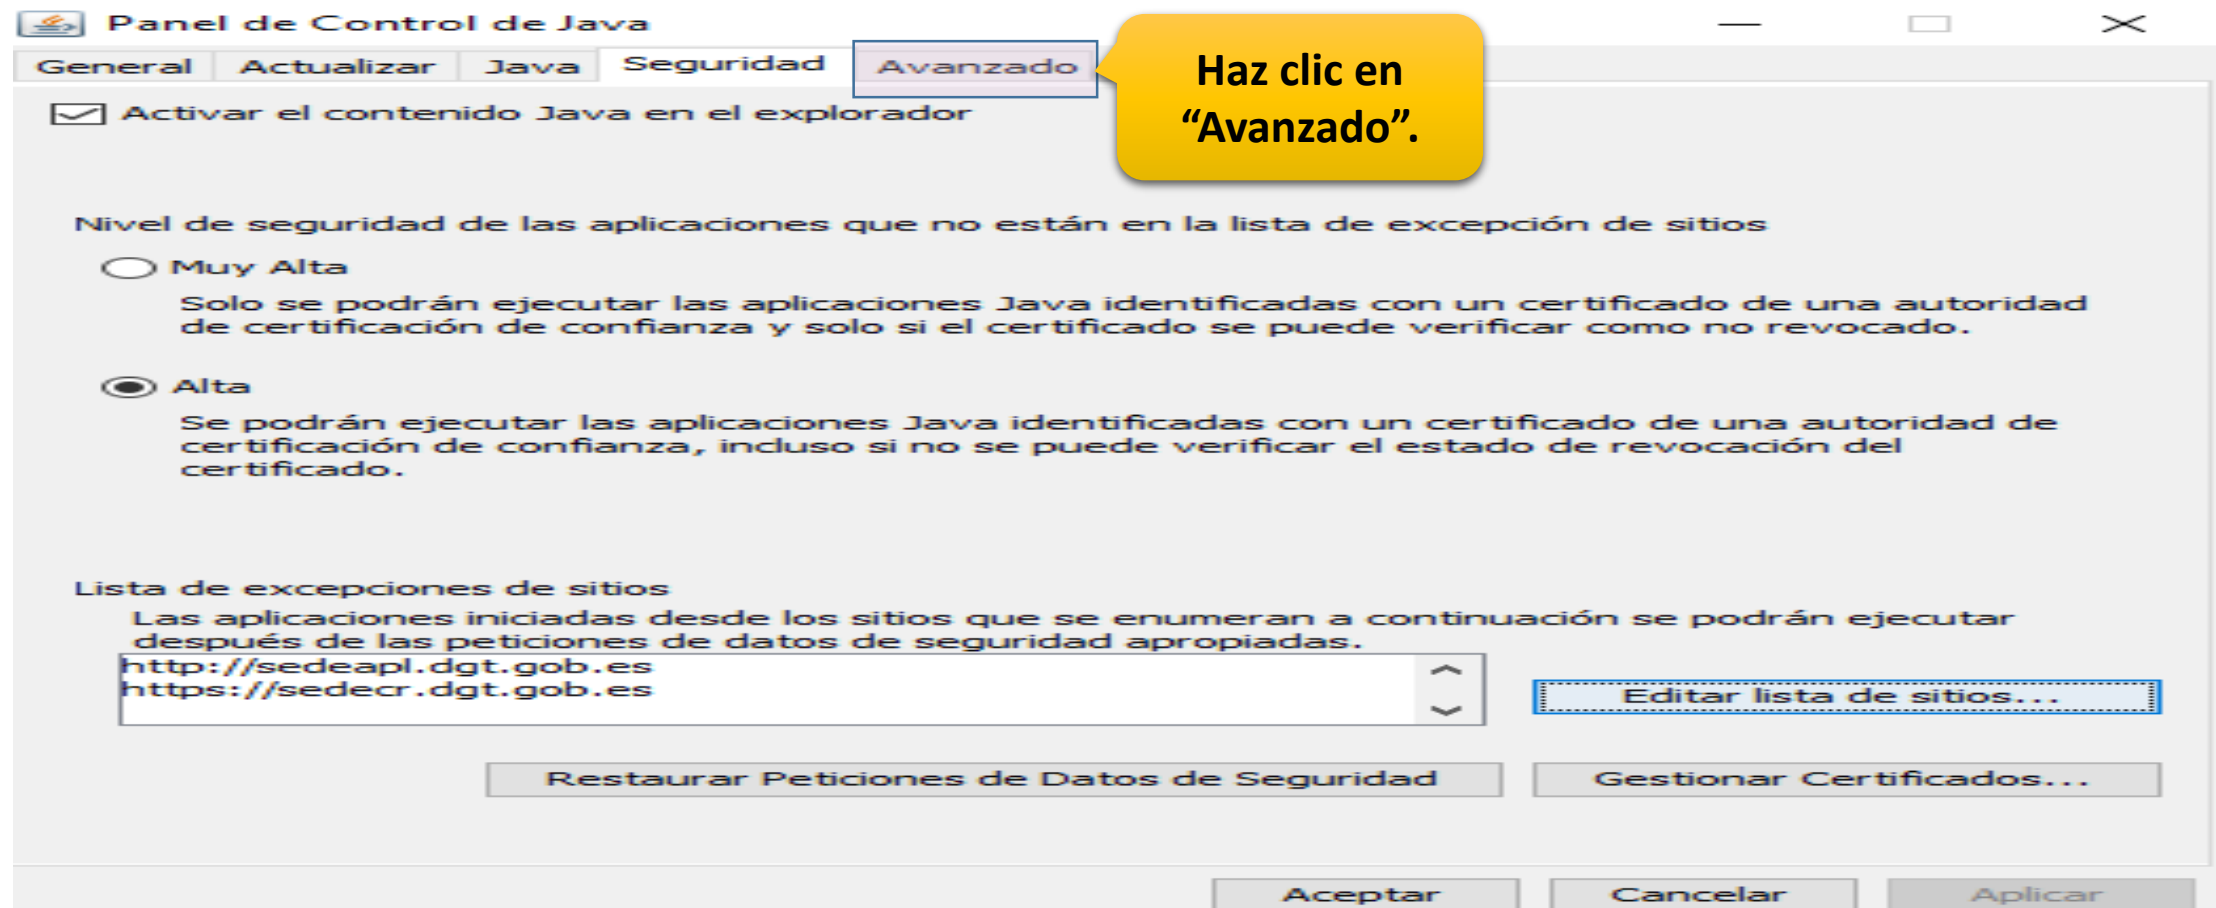 Panel de Control de Java
General Actualizar Java Seguridad Avanzado
Haz clic en
“Avanzado”.
Activar el contenido Java en el explorador
Nivel de seguridad de las aplicaciones que no están en la lista de excepción de sitios
Muy Alta
Solo se podrán ejecutar las aplicaciones Java identificadas con un certificado de una autoridad
de certificación de confianza y solo si el certificado se puede verificar como no revocado.
Alta
Se podrán ejecutar las aplicaciones Java identificadas con un certificado de una autoridad de
certificación de confianza, incluso si no se puede verificar el estado de revocación del
certificado.
Lista de excepciones de sitios
Las aplicaciones iniciadas desde los sitios que se enumeran a continuación se podrán ejecutar
después de las peticiones de datos de seguridad apropiadas.
http://sedeapl.dgt.gob.es
https://sedecr.dgt.gob.es
Editar lista de sitios...
Restaurar Peticiones de Datos de Seguridad
Gestionar Certificados...
Aceptar
Cancelar
Aplicar